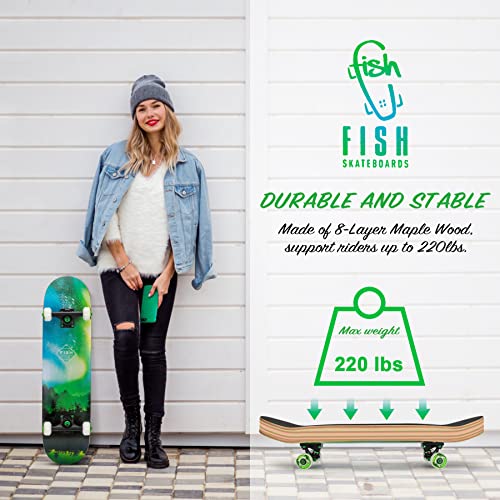 fish
FISH
SKATEBOARDS
DURABLE AND STABLE
Made of 8-Layer Maple Wood,
support riders up to 220lbs.
Max weight
220 lbs
FISH